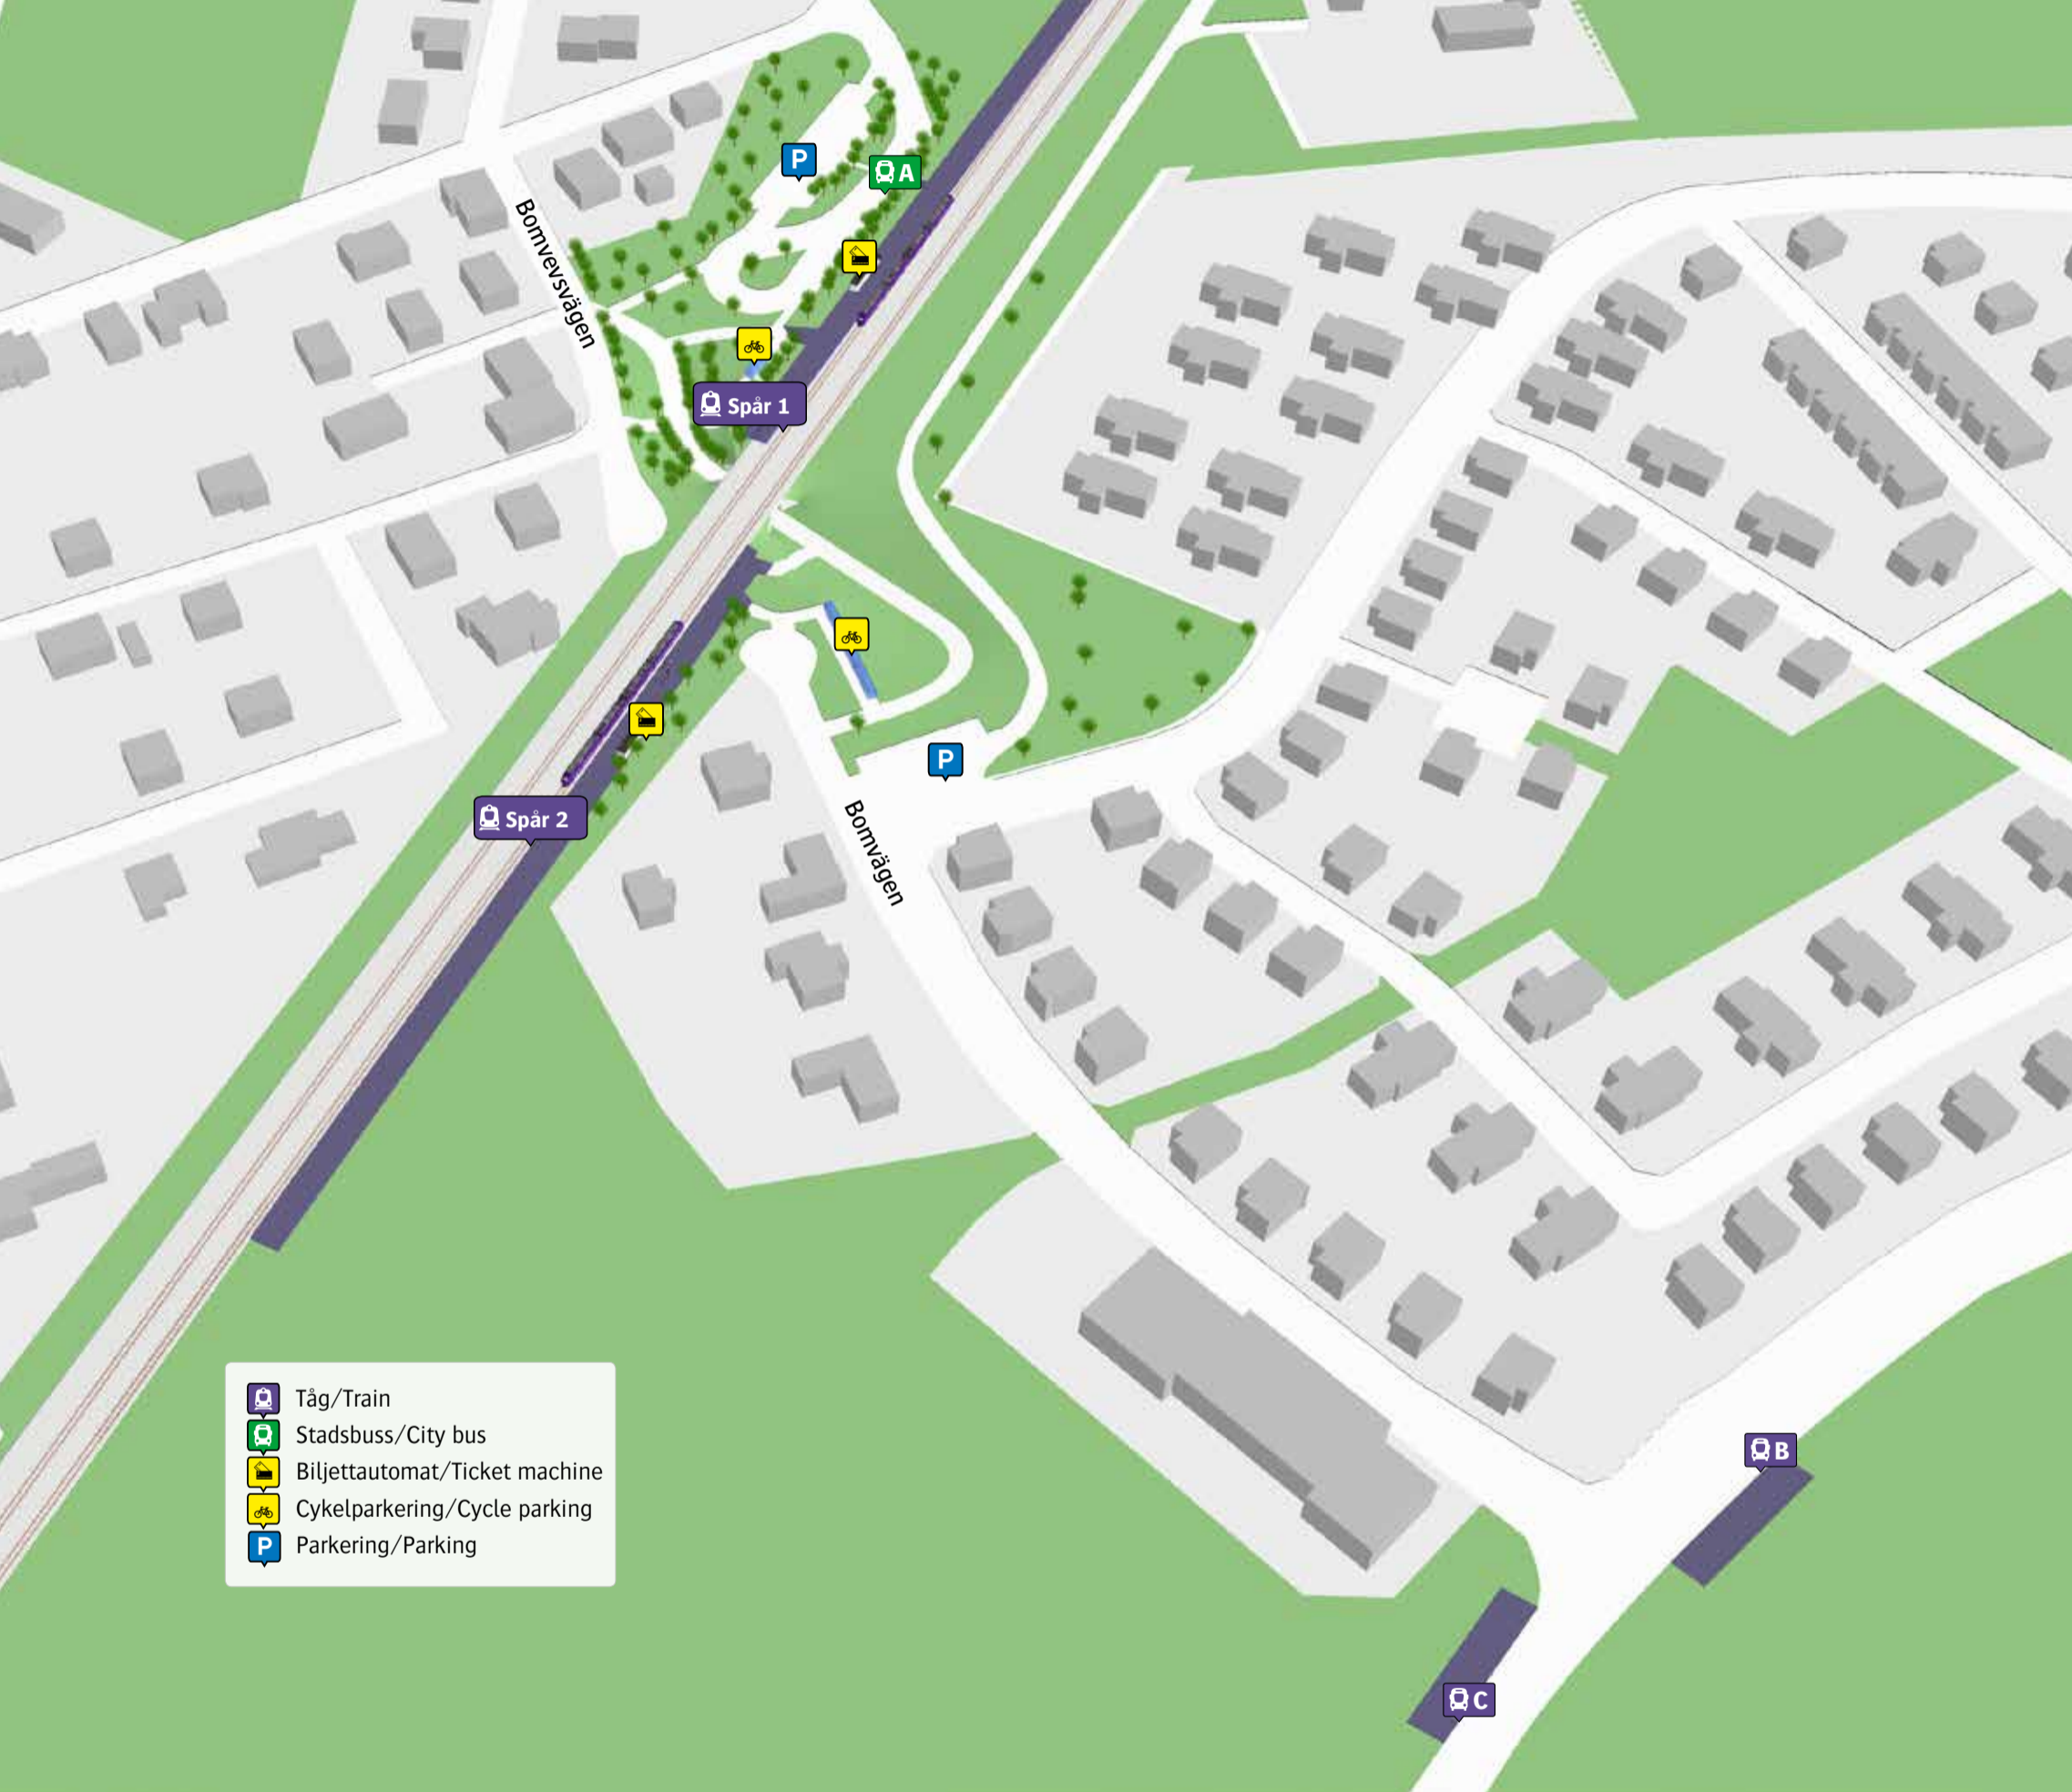 P
A
Bomvevsvägen
Spår 1
P
Spår 2
Bomvägen
Tåg/Train
Stadsbuss/City bus
Biljettautomat/Ticket machine
Cykelparkering/Cycle parking
P Parkering/Parking
B
C